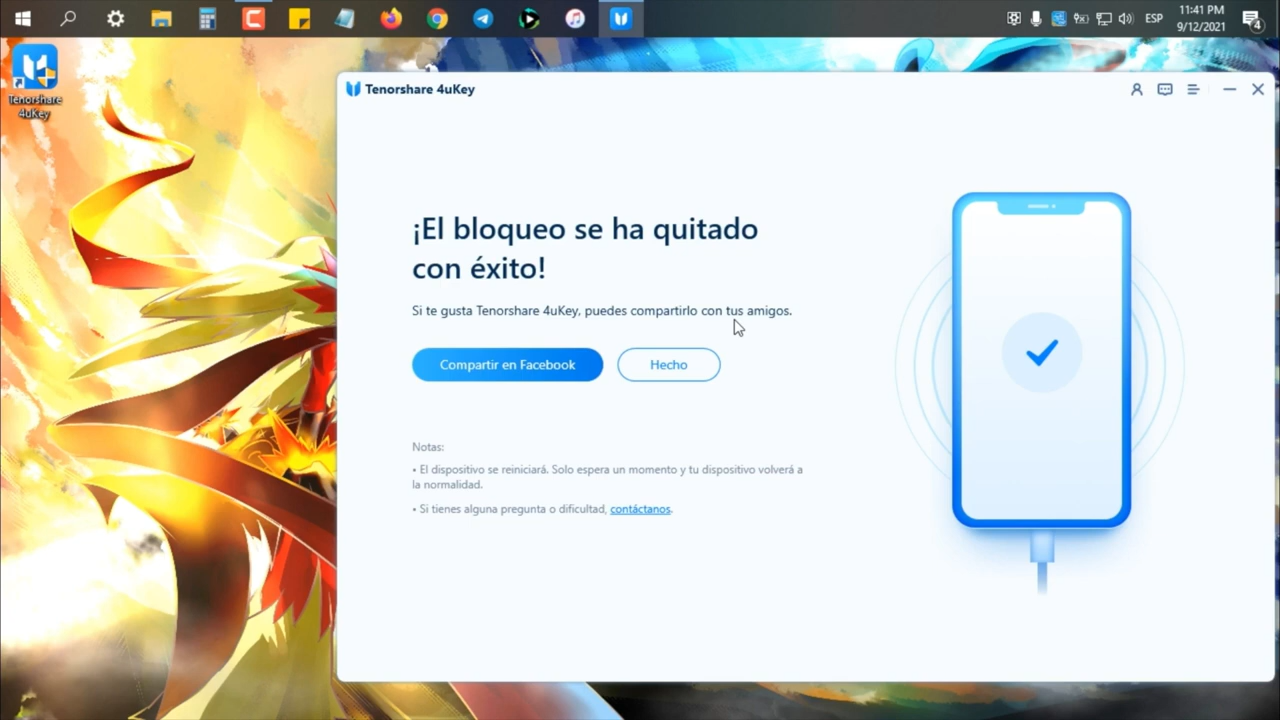 11:41 PM
ESP
9/12/2021
4
Tenorshare
4uKey
Tenorshare 4uKey
¡El bloqueo se ha quitado
con éxito!
Si te gusta Tenorshare 4uKey, puedes compartirlo con tus amigos.
Compartir en Facebook
Hecho
Notas:
• El dispositivo se reiniciará. Solo espera un momento y tu dispositivo volverá a
la normalidad.
• Si tienes alguna pregunta o dificultad, contáctanos.